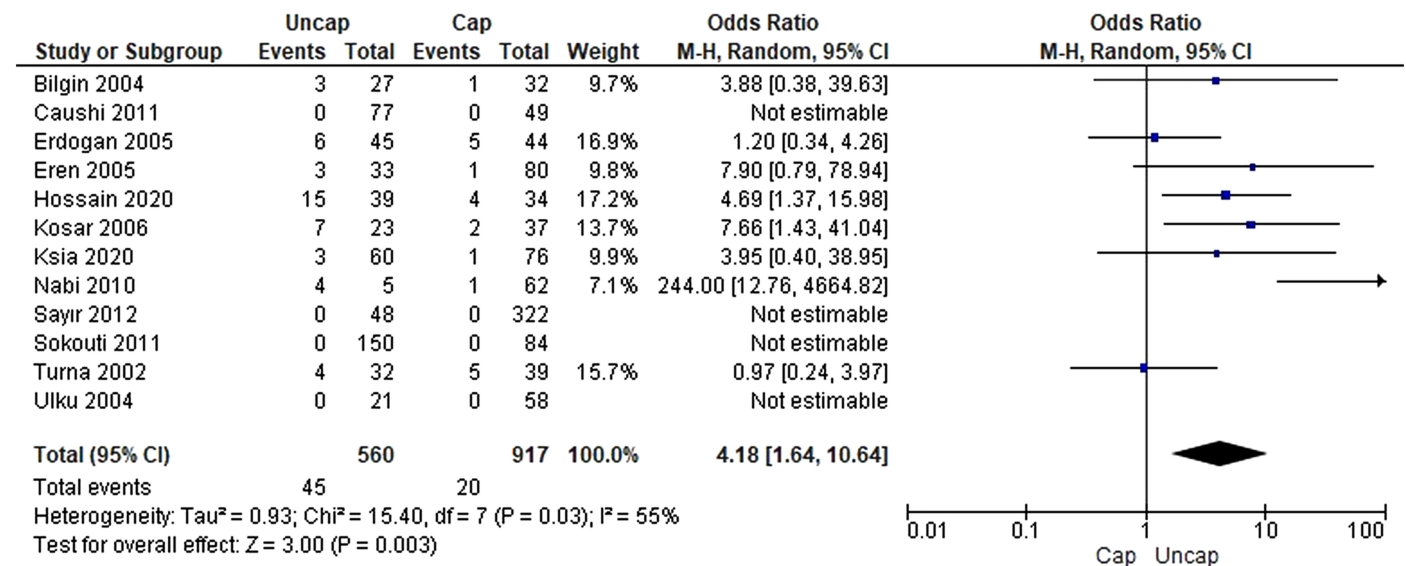 Uncap Cap Odds Ratio Odds Ratio
Study or Subgroup Events Total Events Total Weight M-H, Random, 95% CI M-H, Random, 95% CI
Bilgin 2004 3 27 1 32 9.7% 3.88 [0.38, 39.63]
Caushi 2011 0 77 0 49 Not estimable
Erdogan 2005 6 45 5 44 16.9% 1.20 [0.34, 4.26]
Eren 2005 3 33 1 80 9.8% 7.90 [0.79, 78.94]
Hossain 2020 15 39 4 34 17.2% 4.69 [1.37, 15.98]
Kosar 2006 7 23 2 37 13.7% 7.66 [1.43, 41.04]
Ksia 2020 3 60 1 76 9.9% 3.95 [0.40, 38.95]
Nabi 2010 4 5 1 62 7.1% 244.00 [12.76, 4664.82]
Sayır 2012 0 48 0 322 Not estimable
Sokouti 2011 0 150 0 84 Not estimable
Turna 2002 4 32 5 39 15.7% 0.97 [0.24, 3.97]
Ulku 2004 0 21 0 58 Not estimable
Total (95% CI) 560 917 100.0% 4.18 [1.64, 10.64]
Total events 45 20
Heterogeneity: Tau² = 0.93; Chi² = 15.40, df = 7 (P = 0.03); I² = 55%
Test for overall effect: Z = 3.00 (P = 0.003)
0.01 0.1 1 10 100
Cap Uncap